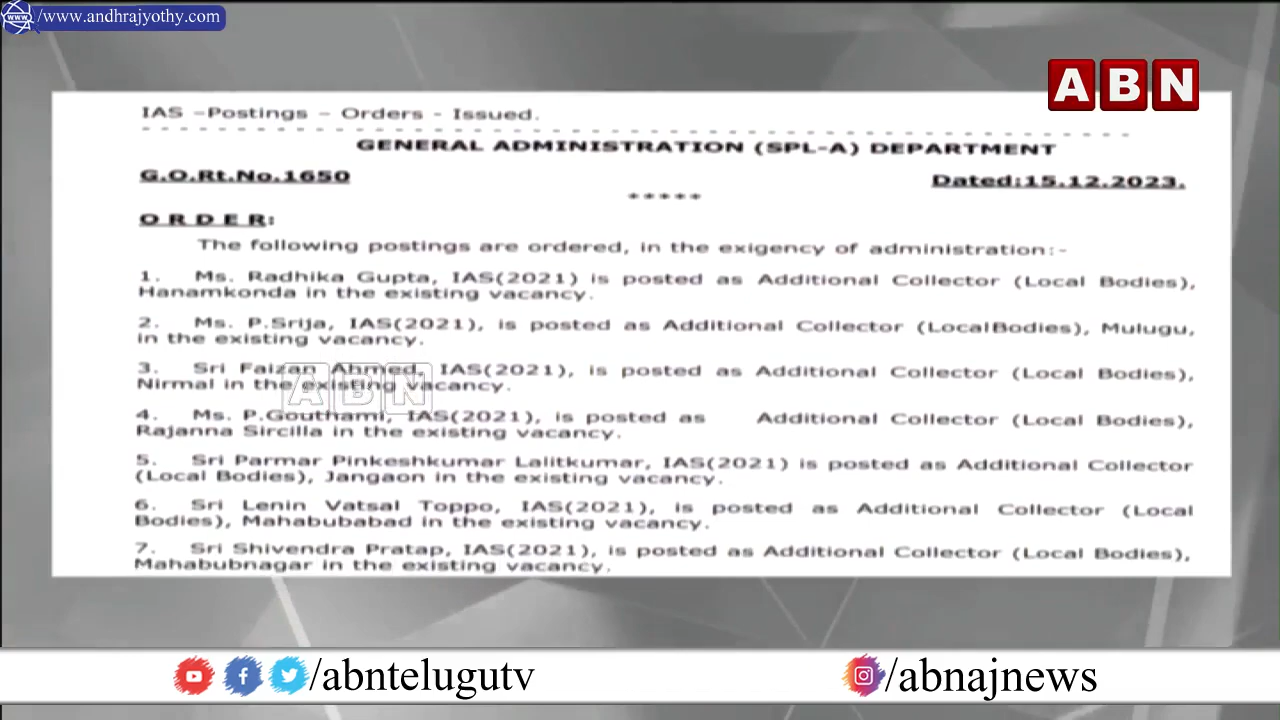 www /www.andhrajyothy.com
ABN
IAS –Postings – Orders - Issued.
GENERAL ADMINISTRATION (SPL-A) DEPARTMENT
G.O.Rt.No.1650 Dated:15.12.2023.
*****
O R D E R:
The following postings are ordered, in the exigency of administration:-
1. Ms. Radhika Gupta, IAS(2021) is posted as Additional Collector (Local Bodies),
Hanamkonda in the existing vacancy.
2. Ms. P.Srija, IAS(2021), is posted as Additional Collector (LocalBodies), Mulugu,
in the existing vacancy.
3. Sri Faizan Ahmed, IAS(2021), is posted as Additional Collector (Local Bodies),
Nirmal in the existing vacancy.
ABN
4. Ms. P.Gouthami, IAS(2021), is posted as Additional Collector (Local Bodies),
Rajanna Sircilla in the existing vacancy.
5. Sri Parmar Pinkeshkumar Lalitkumar, IAS(2021) is posted as Additional Collector
(Local Bodies), Jangaon in the existing vacancy.
6. Sri Lenin Vatsal Toppo, IAS(2021), is posted as Additional Collector (Local
Bodies), Mahabubabad in the existing vacancy.
7. Sri Shivendra Pratap, IAS(2021), is posted as Additional Collector (Local Bodies),
Mahabubnagar in the existing vacancy.
/abntelugutv /abnajnews